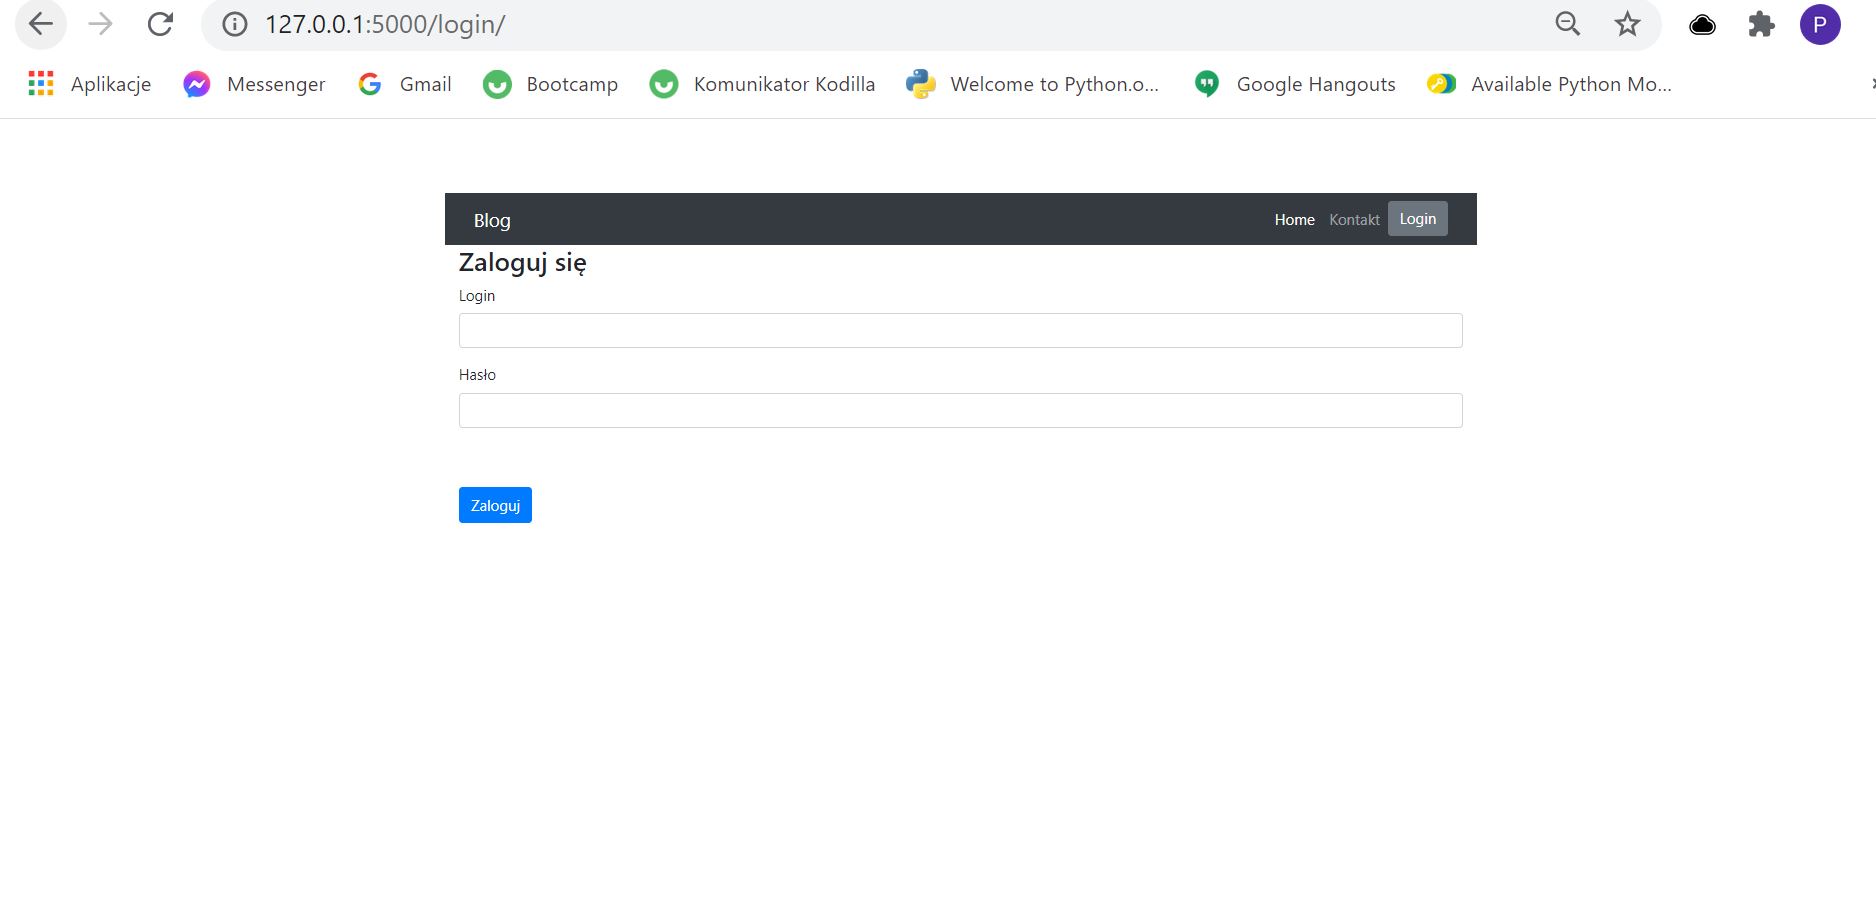 127.0.0.1:5000/login/
P
Aplikacje Messenger Gmail Bootcamp Komunikator Kodilla Welcome to Python.o... Google Hangouts Available Python Mo...
Blog Home Kontakt Login
Zaloguj się
Login
Hasło
Zaloguj